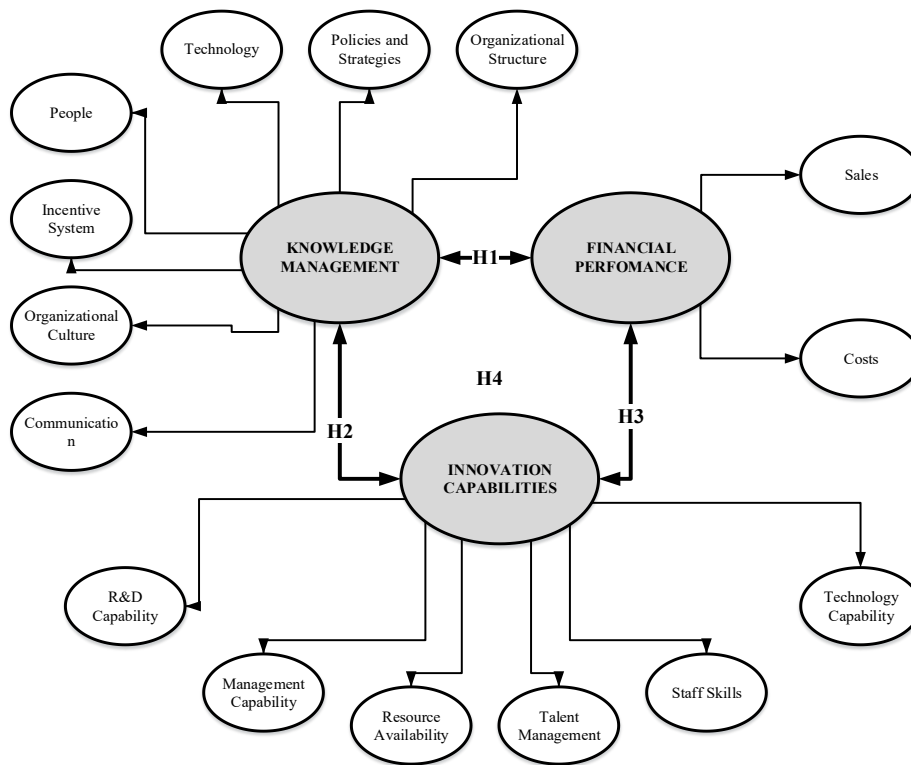 Technology
Policies and
Strategies
Organizational
Structure
People
Incentive
System
Organizational
Culture
Communicatio
n
KNOWLEDGE
MANAGEMENT
H1
FINANCIAL
PERFOMANCE
Sales
Costs
H4
H2
H3
INNOVATION
CAPABILITIES
R&D
Capability
Management
Capability
Resource
Availability
Talent
Management
Staff Skills
Technology
Capability